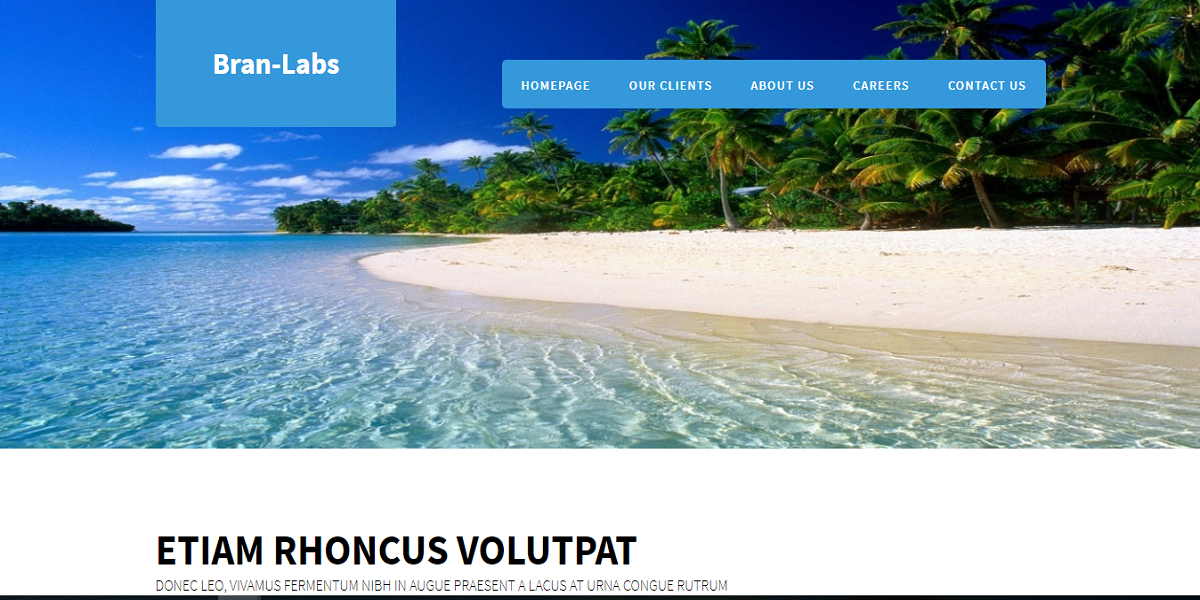 Bran-Labs
HOMEPAGE OUR CLIENTS ABOUT US CAREERS CONTACT US
ETIAM RHONCUS VOLUTPAT
DONEC LEO, VIVAMUS FERMENTUM NIBH IN AUGUE PRAESENT A LACUS AT URNA CONGUE RUTRUM